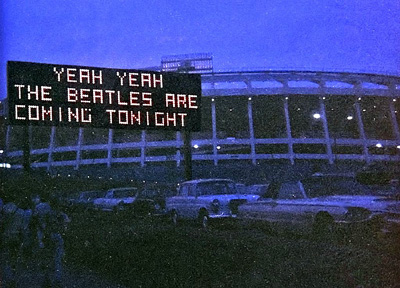 YEAH YEAH
THE BEATLES ARE
COMING TONIGHT